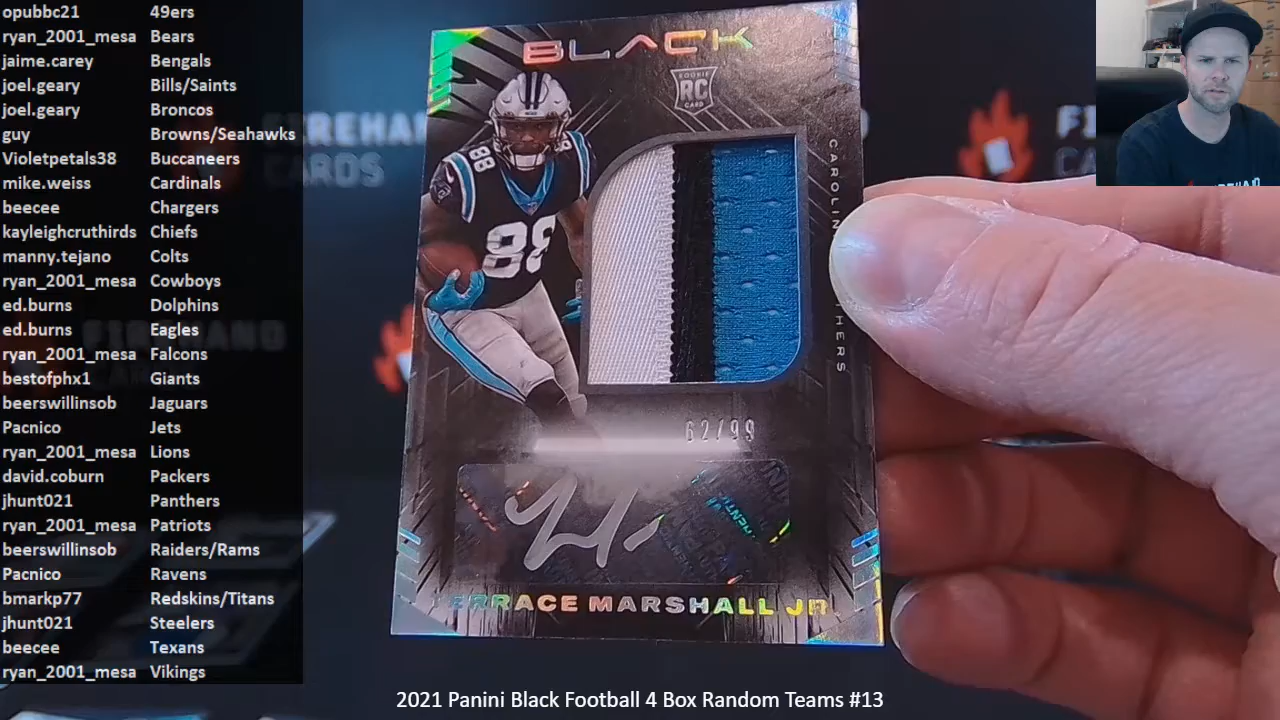 opubbc21 49ers
ryan_2001_mesa Bears
jaime.carey Bengals
joel.geary Bills/Saints
joel.geary Broncos
guy Browns/Seahawks
Violetpetals38 Buccaneers
mike.weiss Cardinals
beecee Chargers
kayleighcruthirds Chiefs
manny.tejano Colts
ryan_2001_mesa Cowboys
ed.burns Dolphins
ed.burns Eagles
ryan_2001_mesa Falcons
bestofphx1 Giants
beerswillinsob Jaguars
Pacnico Jets
ryan_2001_mesa Lions
david.coburn Packers
jhunt021 Panthers
ryan_2001_mesa Patriots
beerswillinsob Raiders/Rams
Pacnico Ravens
bmarkp77 Redskins/Titans
jhunt021 Steelers
beecee Texans
ryan_2001_mesa Vikings
BLACK
ROOKIE
RC
CARD
88
88
62/99
TERRACE MARSHALL JR.
FIREHAND
CARDS
2021 Panini Black Football 4 Box Random Teams #13